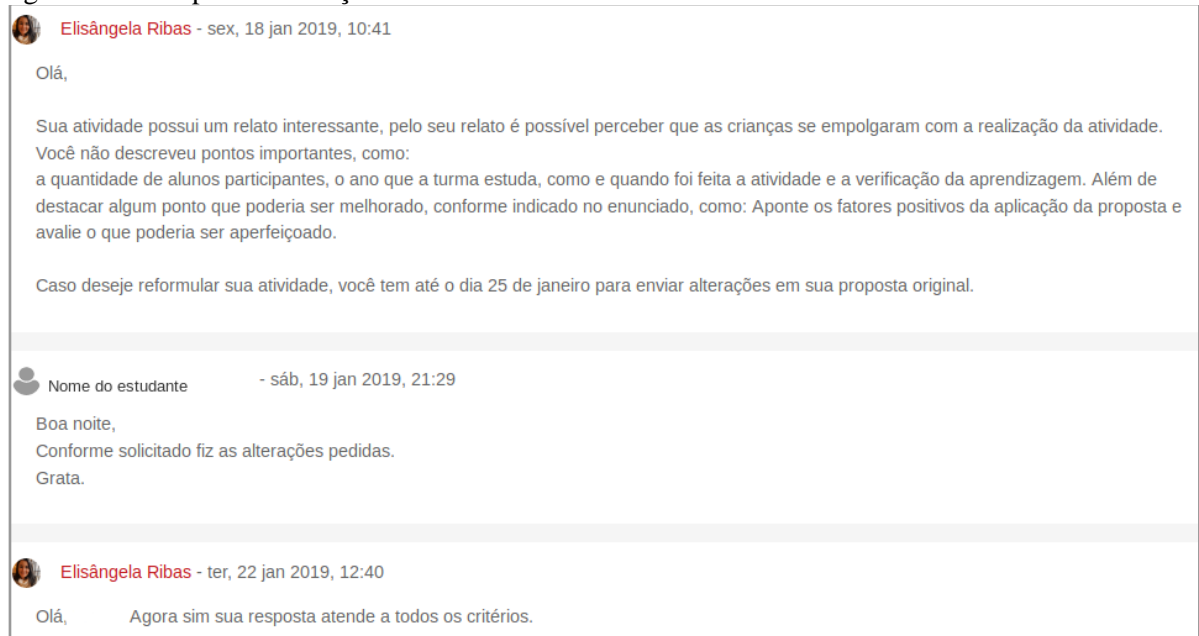 Elisângela Ribas - sex, 18 jan 2019, 10:41
Olá,
Sua atividade possui um relato interessante, pelo seu relato é possível perceber que as crianças se empolgaram com a realização da atividade.
Você não descreveu pontos importantes, como:
a quantidade de alunos participantes, o ano que a turma estuda, como e quando foi feita a atividade e a verificação da aprendizagem. Além de
destacar algum ponto que poderia ser melhorado, conforme indicado no enunciado, como: Aponte os fatores positivos da aplicação da proposta e
avalie o que poderia ser aperfeiçoado.
Caso deseje reformular sua atividade, você tem até o dia 25 de janeiro para enviar alterações em sua proposta original.
Nome do estudante - sáb, 19 jan 2019, 21:29
Boa noite,
Conforme solicitado fiz as alterações pedidas.
Grata.
Elisângela Ribas - ter, 22 jan 2019, 12:40
Olá, Agora sim sua resposta atende a todos os critérios.